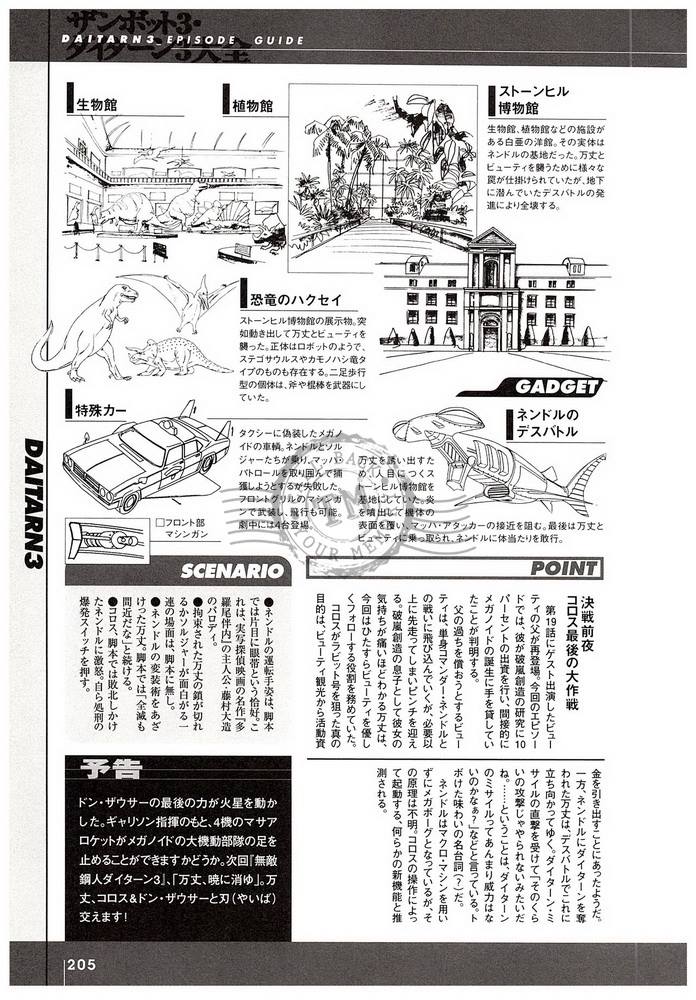 ザンボット3・
ダイターン3大全
DAITARN3_EPISODE GUIDE
生物館
植物館
ストーンヒル
博物館
生物館、植物館などの施設が
ある白亜の洋館。その実体は
ネンドルの基地だった。万丈と
ビューティを襲うために様々な
罠が仕掛けられていたが、地下
に潜んでいたデスバトルの発
進により全壊する。
恐竜のハクセイ
ストーンヒル博物館の展示物。突
如動き出して万丈とビューティを
襲った。正体はロボットのようで、
ステゴサウルスやカモノハシ竜タ
イプのものも存在する。二足歩行
型の個体は、斧や棍棒を武器にし
ていた。
GADGET
特殊カー
タクシーに偽装したメガノ
イドの車輌。ネンドルとソル
ジャーたちが乗り、マッハ・
パトロールを取り囲んで捕
獲しようとするが失敗した。
フロントグリルのマシンガ
ンで武装し、飛行も可能。
劇中には4台登場。
□フロント部
マシンガン
ネンドルの
デスバトル
万丈を誘い出すた
め、人目につくス
トーンヒル博物館を
基地にしていた。炎
を噴出して機体の
表面を覆い、マッハ・アタッカーの接近を阻む。最後は万丈と
ビューティに乗っ取られ、ネンドルに体当たりを敢行。
DAITARN3
SCENARIO
●ネンドルの運転手姿は、脚本
では片目に眼帯という恰好。こ
れは、実写探偵映画の名作『多
羅尾伴内』の主人公・藤村大造
のパロディ。
●拘束された万丈の鎖が切れ
るかソルジャーが面白がる一
連の場面は、脚本に無し。
●ネンドルの変装術をあざ
けった万丈。脚本では「全滅も
間近だな」と続ける。
●コロス、脚本では敗北しかけ
たネンドルに激怒。自ら処刑の
爆発スイッチを押す。
POINT
決戦前夜
コロス最後の大作戦
第19話にゲスト出演したビュー
ティの父が再登場。今回のエピソー
ドでは、彼が破嵐創造の研究に10
パーセントの出資を行い、間接的に
メガノイドの誕生に手を貸してい
たことが判明する。
父の過ちを償おうとするビュー
ティは、単身コマンダー・ネンドルと
の戦いに飛び込んでいくが、必要以
上に先走ってしまいピンチを迎え
る。破嵐創造の息子として彼女の
気持ちが痛いほどわかる万丈は、
今回はひたすらビューティを優し
くフォローする役割を務めていた。
コロスがラビット号を狙った真の
目的は、ビューティ観光から活動資
金を引き出すことにあったようだ。
一方、ネンドルにダイターンを奪
われた万丈は、デスバトルでこれに
立ち向かってゆく。ダイターン・ミ
サイルの直撃を受けて「そのくら
いの攻撃じゃやられないみたいだ
ね。……ということは、ダイターン
のミサイルってあんまり威力はな
いのかなぁ?」などと言っている。ト
ボけた味わいの名台詞(?)だ。
ネンドルはマクロ・マシンを用い
ずにメガボーグとなっているが、そ
の原理は不明。コロスの操作によっ
て起動する、何らかの新機能と推
測される。
予告
ドン・ザウサーの最後の力が火星を動か
した。ギャリソン指揮のもと、4機のマサア
ロケットがメガノイドの大機動部隊の足
を止めることができますかどうか。次回『無敵
鋼人ダイターン3』、「万丈、暁に消ゆ」。万
丈、コロス&ドン・ザウサーと刃(やいば)
交えます!
205